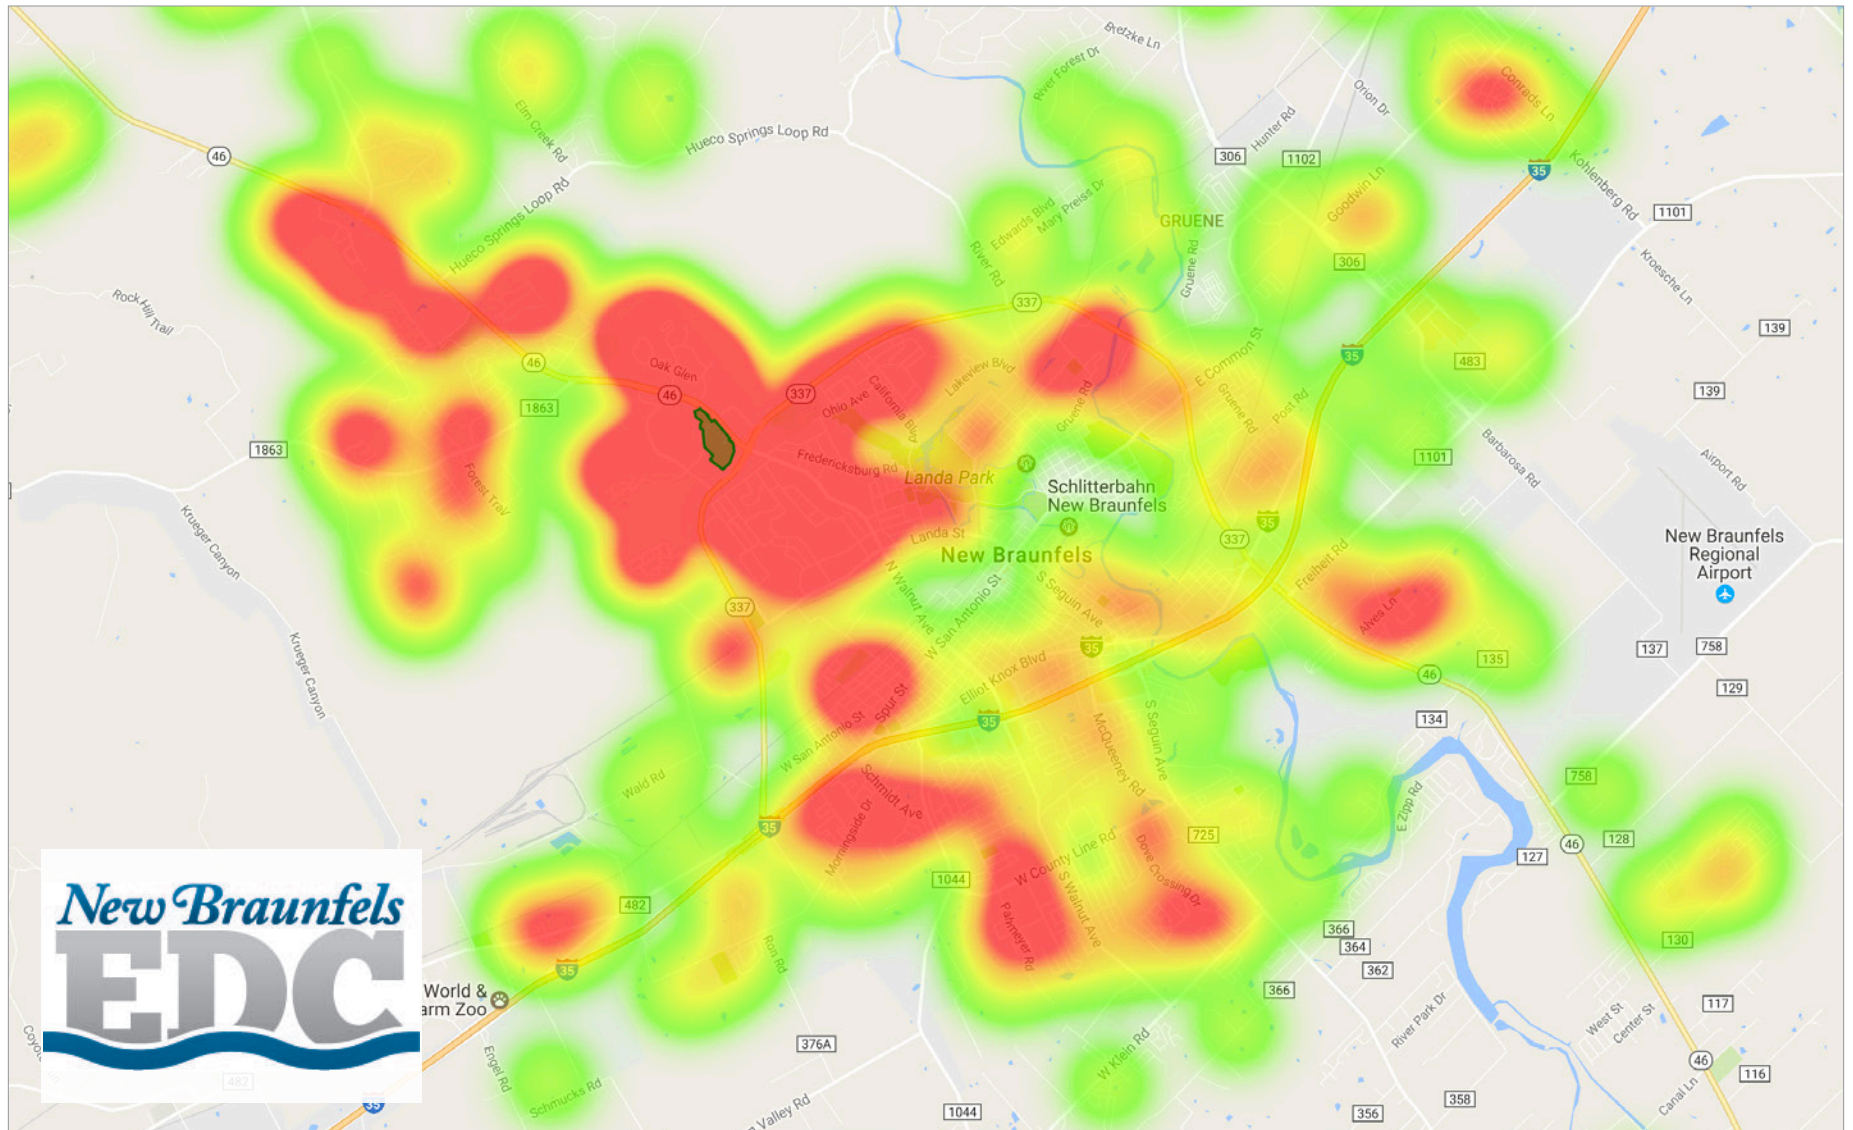 Bretzke Ln
River Forest Dr
Conrads Ln
Orion Dr
Elm Creek Rd
Hueco Springs Loop Rd
Hunter Rd
46
306
1102
35
Kohlenberg Rd
Hueco Springs Loop Rd
Edwards Blvd
Mary Preiss Dr
GRUENE
Goodwin Ln
1101
River Rd
Gruene Rd
306
Kroesche Ln
Rock Hill Trail
337
139
46
Oak Glen
Lakeview Blvd
E Common St
35
483
46
337
Ohio Ave
California Blvd
Gruene Rd
Gruene Rd
Post Rd
139
1863
1863
Fredericksburg Rd
Landa Park
1101
Barbarosa Rd
Airport Rd
Forest Trail
Schlitterbahn
New Braunfels
Krueger Canyon
Landa St
New Braunfels
337
35
New Braunfels
Regional
Airport
Freiheit Rd
N Walnut Ave
W San Antonio St
S Seguin Ave
337
Alves Ln
Krueger Canyon
35
137
758
135
46
Elliot Knox Blvd
129
Spur St
W San Antonio St
35
McQueeney Rd
S Seguin Ave
134
Wald Rd
Schmidt Ave
758
E Zipp Rd
35
Morningside Dr
725
128
46
W County Line Rd
Dove Crossing Dr
127
1044
S Walnut Ave
482
Pahmeyer Rd
366
364
130
New Braunfels
EDC
35
Ron Rd
362
World &
arm Zoo
366
River Park Dr
West St
Center St
117
376A
W Klein Rd
46
Engel Rd
482
Schmucks Rd
116
Canal Ln
35
Valley Rd
1044
356
358